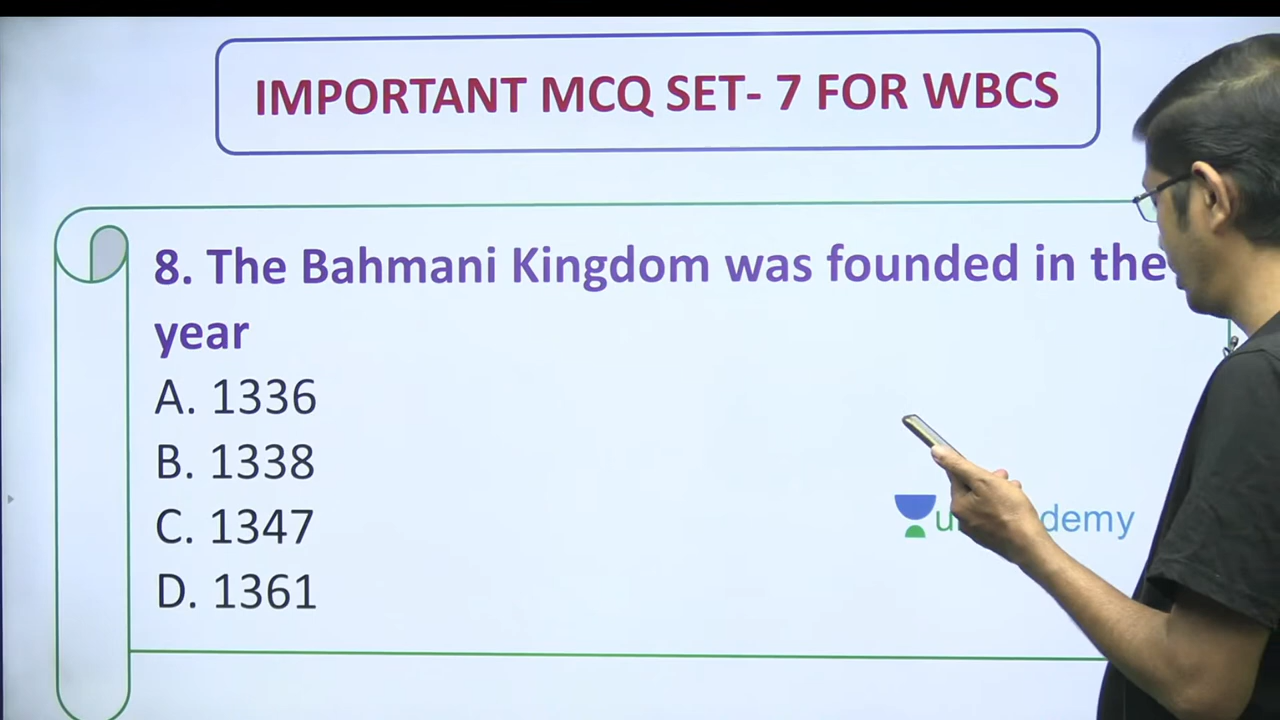 IMPORTANT MCQ SET- 7 FOR WBCS
8. The Bahmani Kingdom was founded in the
year
A. 1336
B. 1338
C. 1347
D. 1361